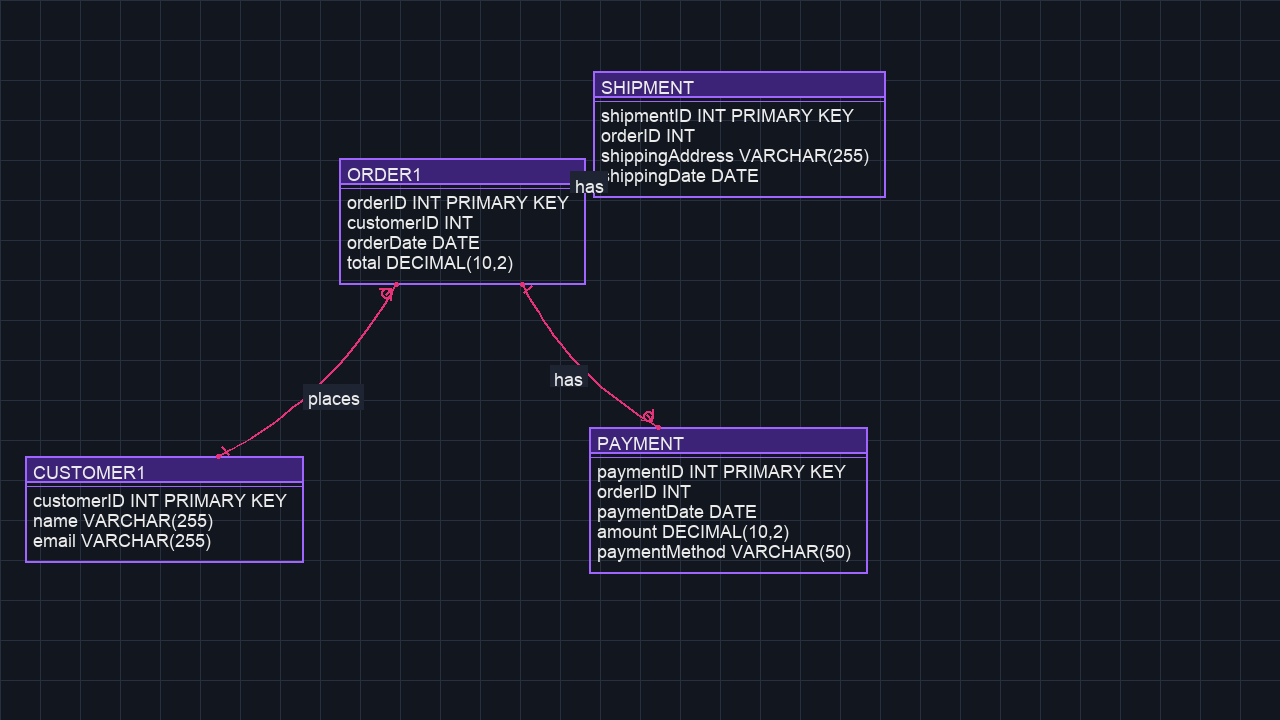 SHIPMENT
shipmentID INT PRIMARY KEY
orderID INT
shippingAddress VARCHAR(255)
shippingDate DATE
ORDER1
orderID INT PRIMARY KEY
customerID INT
orderDate DATE
total DECIMAL(10,2)
has
has
places
CUSTOMER1
customerID INT PRIMARY KEY
name VARCHAR(255)
email VARCHAR(255)
PAYMENT
paymentID INT PRIMARY KEY
orderID INT
paymentDate DATE
amount DECIMAL(10,2)
paymentMethod VARCHAR(50)